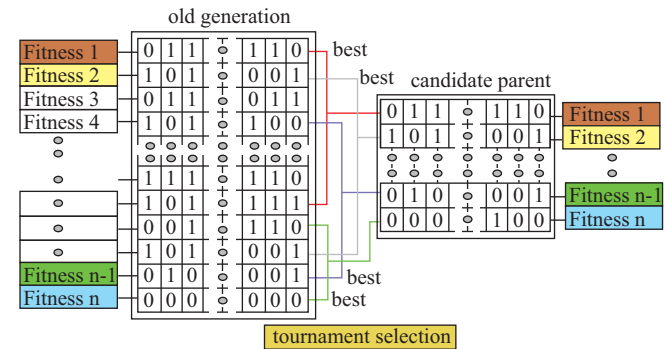 old generation
Fitness 1 0 1 1 1 1 0 best
Fitness 2 1 0 1 0 0 1 best
candidate parent
Fitness 3 0 1 1 0 1 1
Fitness 4 1 0 1 1 0 0
0 1 1 1 1 0 Fitness 1
1 0 1 0 0 1 Fitness 2
1 1 1 1 1 0
1 0 1 1 1 1
0 1 0 0 0 1 Fitness n-1
0 0 1 1 1 0
0 0 0 1 0 0 Fitness n
1 0 1 0 0 1
Fitness n-1 0 1 0 0 0 1 best
Fitness n 0 0 0 0 0 0 best
tournament selection